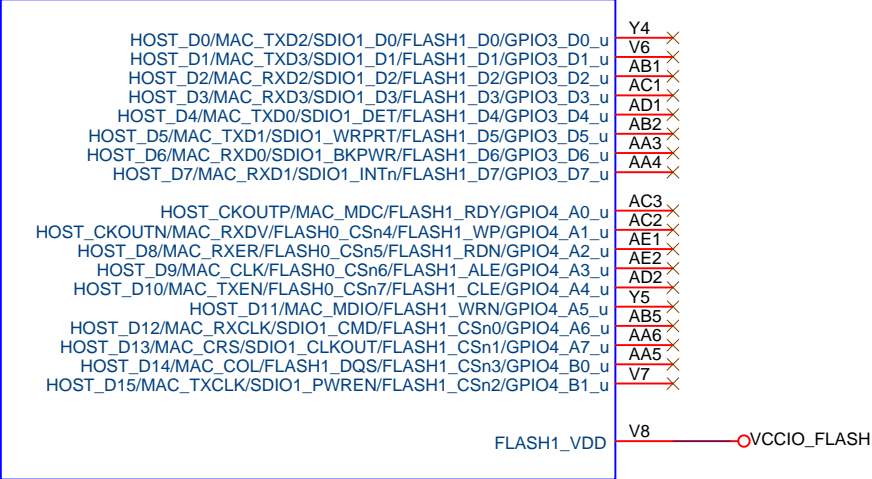 HOST_D0/MAC_TXD2/SDIO1_D0/FLASH1_D0/GPIO3_D0_u Y4
HOST_D1/MAC_TXD3/SDIO1_D1/FLASH1_D1/GPIO3_D1_u V6
HOST_D2/MAC_RXD2/SDIO1_D2/FLASH1_D2/GPIO3_D2_u AB1
HOST_D3/MAC_RXD3/SDIO1_D3/FLASH1_D3/GPIO3_D3_u AC1
HOST_D4/MAC_TXD0/SDIO1_DET/FLASH1_D4/GPIO3_D4_u AD1
HOST_D5/MAC_TXD1/SDIO1_WRPRT/FLASH1_D5/GPIO3_D5_u AB2
HOST_D6/MAC_RXD0/SDIO1_BKPWR/FLASH1_D6/GPIO3_D6_u AA3
HOST_D7/MAC_RXD1/SDIO1_INTn/FLASH1_D7/GPIO3_D7_u AA4
HOST_CKOUTP/MAC_MDC/FLASH1_RDY/GPIO4_A0_u AC3
HOST_CKOUTN/MAC_RXDV/FLASH0_CSn4/FLASH1_WP/GPIO4_A1_u AC2
HOST_D8/MAC_RXER/FLASH0_CSn5/FLASH1_RDN/GPIO4_A2_u AE1
HOST_D9/MAC_CLK/FLASH0_CSn6/FLASH1_ALE/GPIO4_A3_u AE2
HOST_D10/MAC_TXEN/FLASH0_CSn7/FLASH1_CLE/GPIO4_A4_u AD2
HOST_D11/MAC_MDIO/FLASH1_WRN/GPIO4_A5_u Y5
HOST_D12/MAC_RXCLK/SDIO1_CMD/FLASH1_CSn0/GPIO4_A6_u AB5
HOST_D13/MAC_CRS/SDIO1_CLKOUT/FLASH1_CSn1/GPIO4_A7_u AA6
HOST_D14/MAC_COL/FLASH1_DQS/FLASH1_CSn3/GPIO4_B0_u AA5
HOST_D15/MAC_TXCLK/SDIO1_PWREN/FLASH1_CSn2/GPIO4_B1_u V7
FLASH1_VDD V8 VCCIO_FLASH